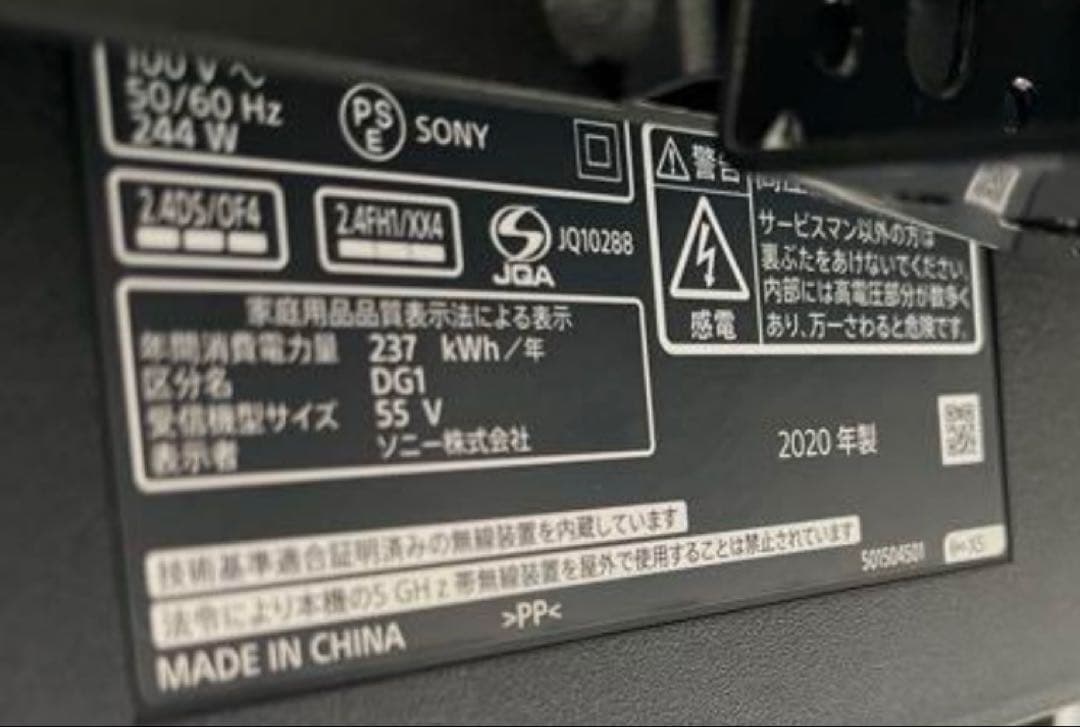 100 V ~
50/60 Hz
244 W
PSE SONY
2.4DS/OF4
2.4FH1/XX4
JQA
JQ10288
家庭用品品質表示法による表示
年間消費電力量 237 kWh/年
区分名 DG1
受信機型サイズ 55 V
表示者 ソニー株式会社
警告
感電
サービスマン以外の方は
裏ぶたをあけないでください。
内部には高電圧部分が数多く
あり、万一さわると危険です。
2020 年製
技術基準適合証明済みの無線装置を内蔵しています
法令により本機の5 GHz 帯無線装置を屋外で使用することは禁止されています
501504501
MADE IN CHINA
>PP<